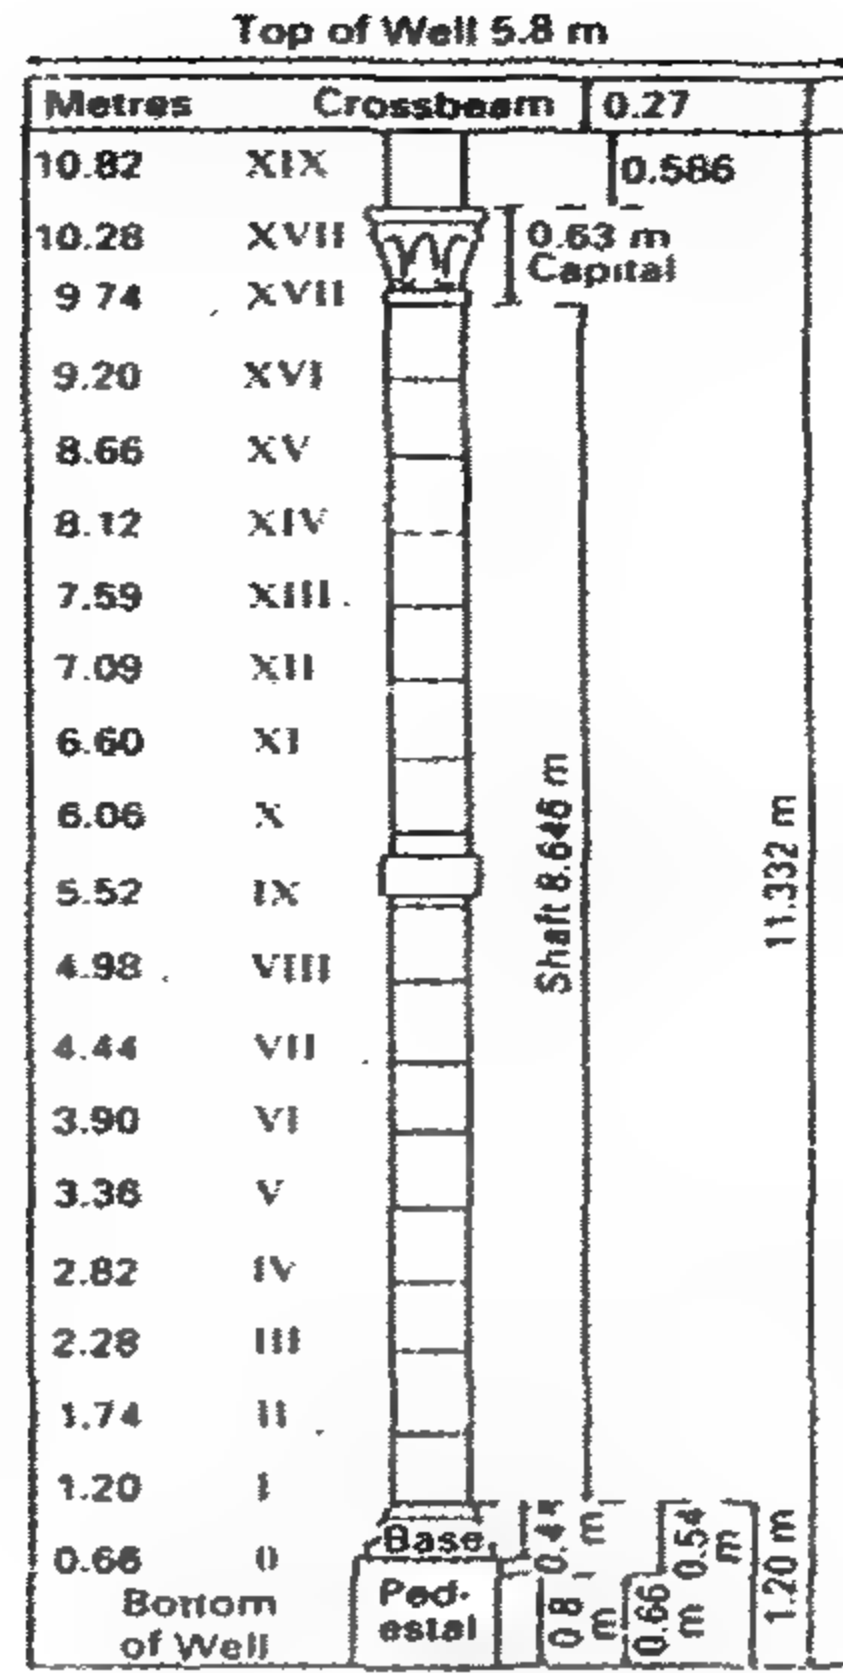 Top of Well 5.8 m
Metres Crossbeam 0.27
10.82 XIX 0.586
10.28 XVII 0.63 m
Capital
9 74 XVII
9.20 XVI
8.66 XV
8.12 XIV
7.59 XIII
7.09 XII
6.60 XI
6.06 X
5.52 IX
4.98 VIII
4.44 VII
3.90 VI
3.36 V
2.82 IV
2.28 III
1.74 II
1.20 I
0.66 0
Bottom
of Well
Base
Ped-
estal
Shaft 8.646 m
11.332 m
0.4 m
0.8 m
0.54 m
0.66 m
1.20 m